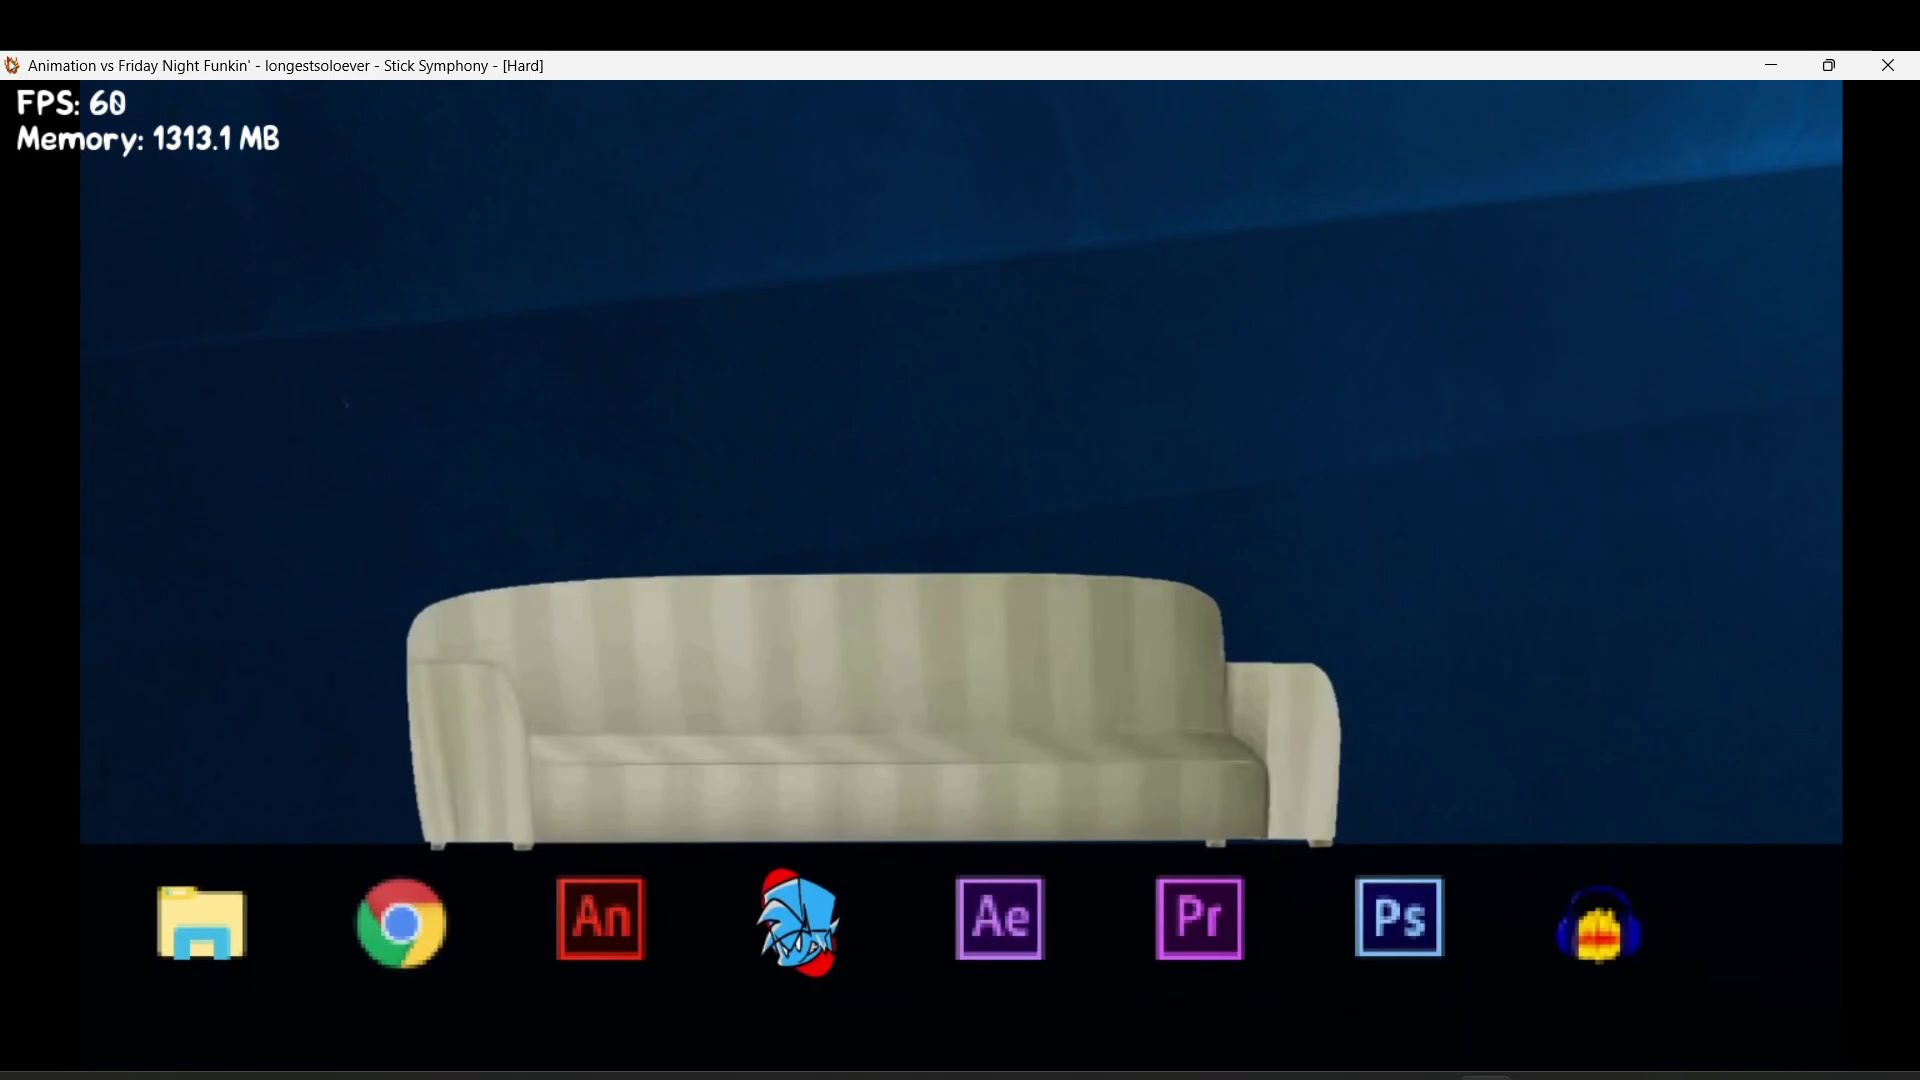 Animation vs Friday Night Funkin' - longestsoloever - Stick Symphony - [Hard]
FPS: 60
Memory: 1313.1 MB
An Ae Pr Ps